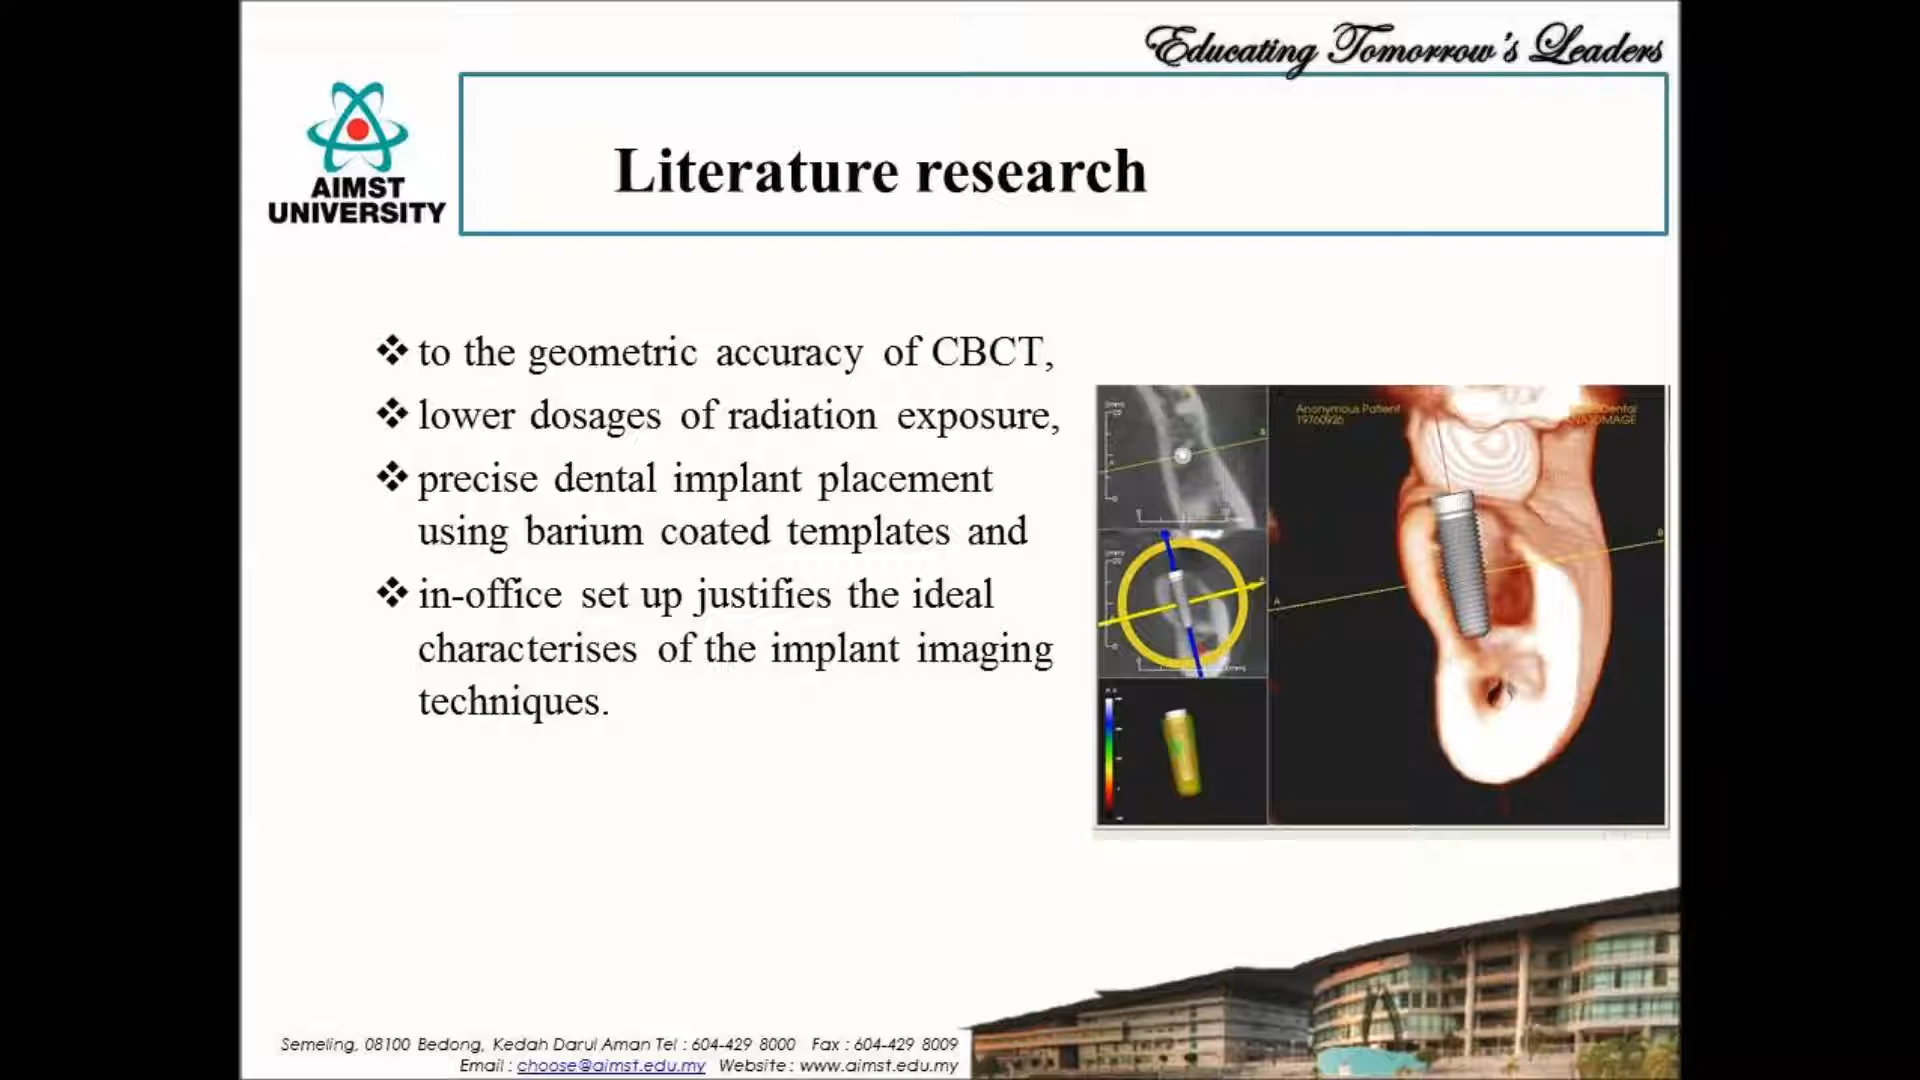 Educating Tomorrow's Leaders
AIMST
UNIVERSITY
Literature research
to the geometric accuracy of CBCT,
lower dosages of radiation exposure,
precise dental implant placement
using barium coated templates and
in-office set up justifies the ideal
characterises of the implant imaging
techniques.
Anonymous Patient
19760926
A
B
Semeling, 08100 Bedong, Kedah Darul Aman Tel : 604-429 8000 Fax : 604-429 8009
Email : choose@aimst.edu.my Website : www.aimst.edu.my